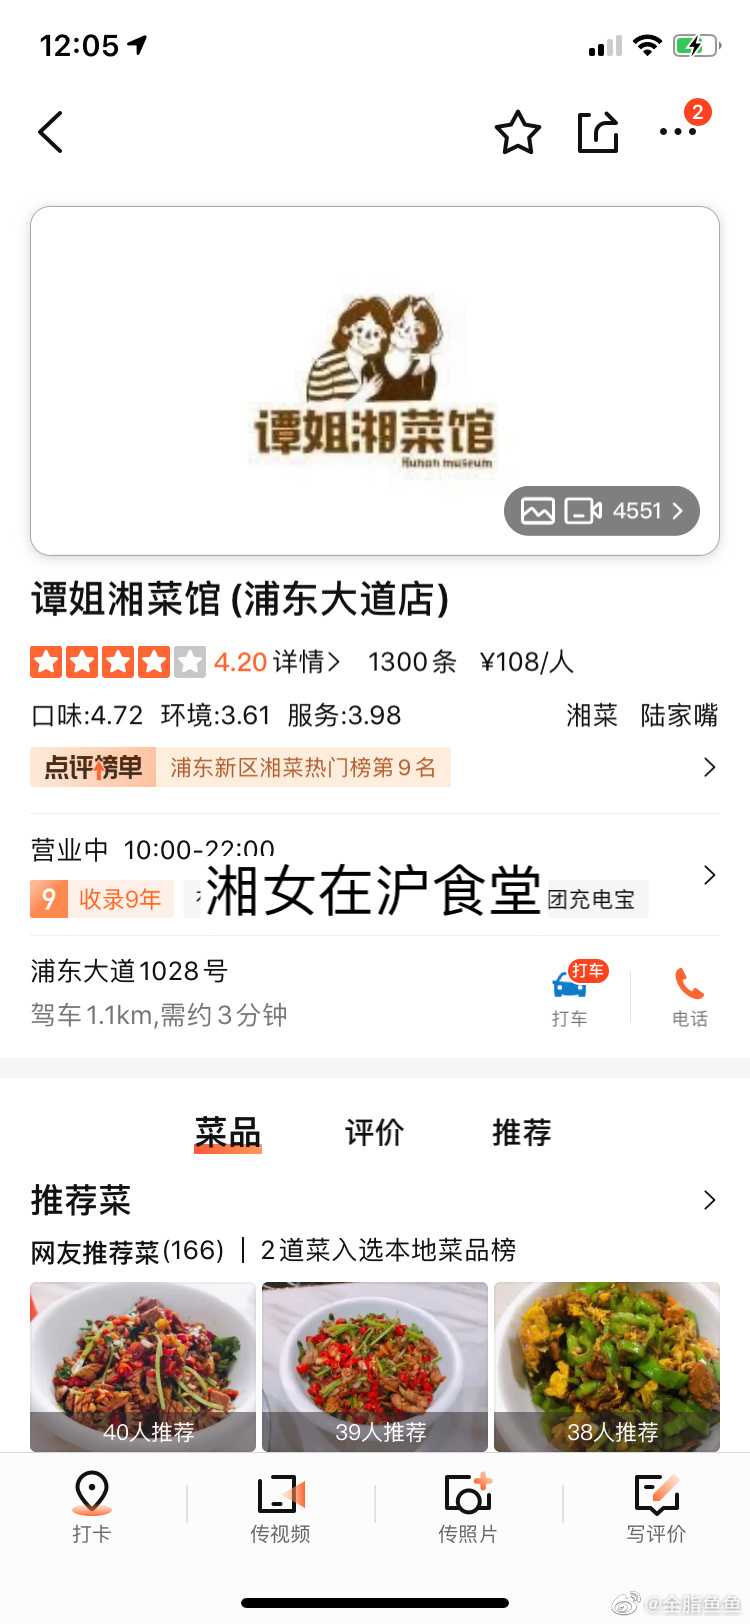 12:05
2
谭姐湘菜馆
Hunan museum
4551
谭姐湘菜馆(浦东大道店)
4.20 详情 1300条 ¥108/人
口味:4.72 环境:3.61 服务:3.98 湘菜 陆家嘴
点评榜单 浦东新区湘菜热门榜第9名
营业中 10:00-22:00
9 收录9年 湘女在沪食堂 团充电宝
浦东大道1028号
打车
驾车1.1km,需约3分钟
打车 电话
菜品 评价 推荐
推荐菜
网友推荐菜(166) | 2道菜入选本地菜品榜
40人推荐 39人推荐 38人推荐
打卡 传视频 传照片 写评价
@全脂鱼鱼